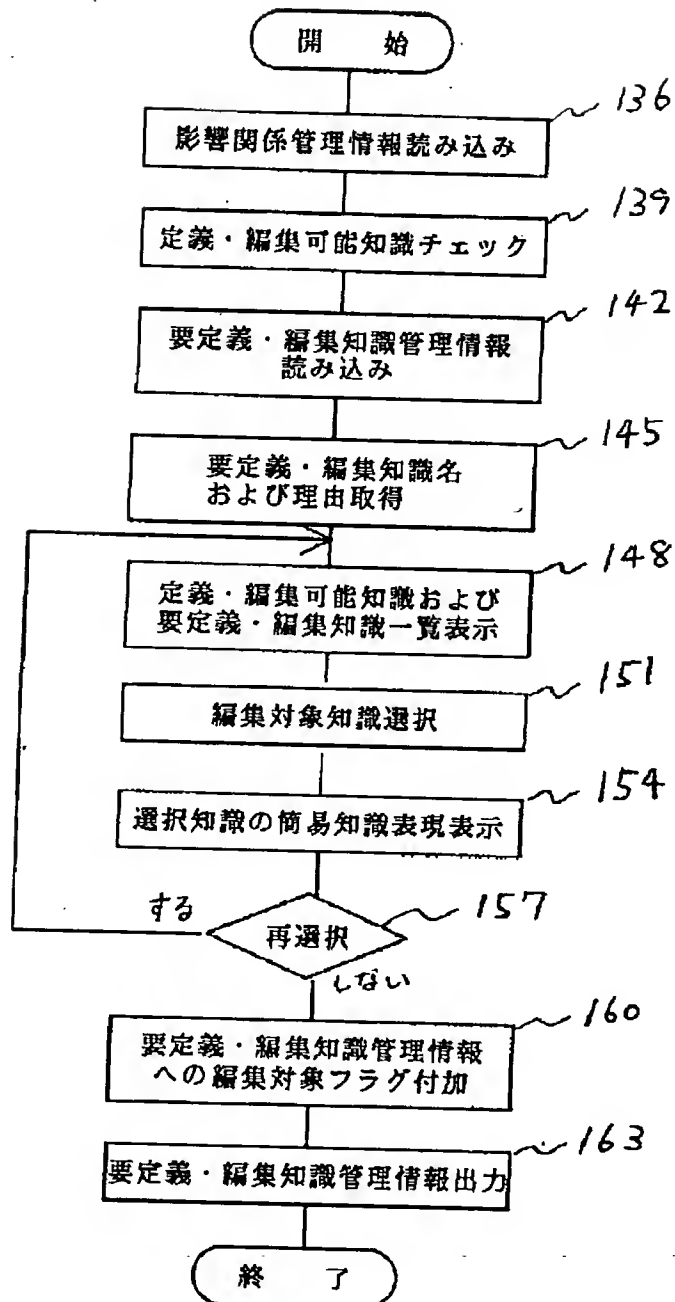 開 始
136
影響関係管理情報読み込み
139
定義・編集可能知識チェック
142
要定義・編集知識管理情報
読み込み
145
要定義・編集知識名
および理由取得
148
定義・編集可能知識および
要定義・編集知識一覧表示
151
編集対象知識選択
154
選択知識の簡易知識表現表示
157
する
再選択
しない
160
要定義・編集知識管理情報
への編集対象フラグ付加
163
要定義・編集知識管理情報出力
終 了